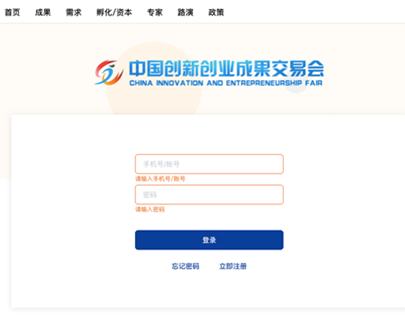 首页 成果 需求 孵化/资本 专家 路演 政策
中国创新创业成果交易会
CHINA INNOVATION AND ENTREPRENEURSHIP FAIR
手机号/账号
请输入手机号/账号
密码
请输入密码
登录
忘记密码 立即注册